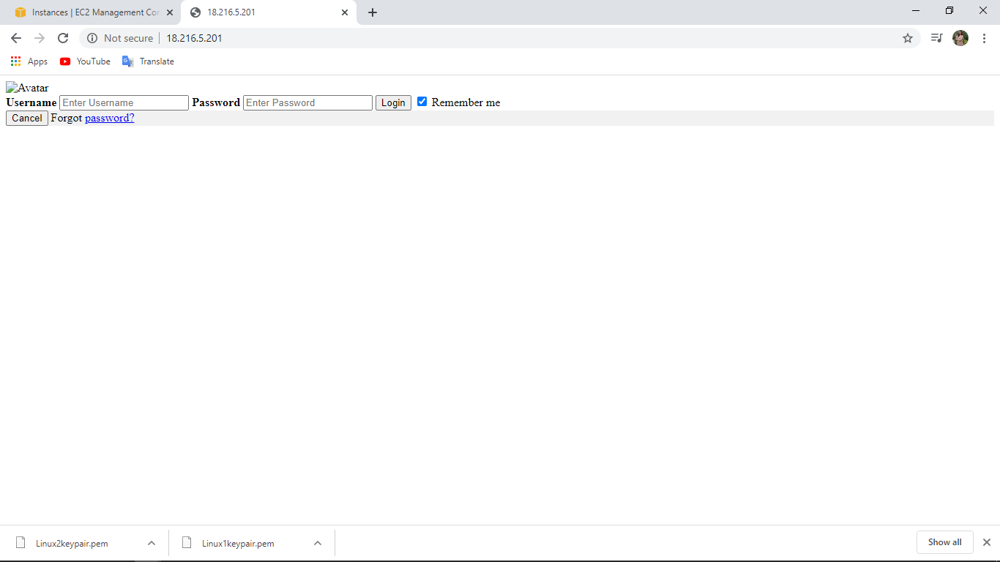 Instances | EC2 Management Con
18.216.5.201
Not secure
18.216.5.201
Apps
YouTube
Translate
Avatar
Username Enter Username Password Enter Password Login Remember me
Cancel Forgot password?
Linux2keypair.pem
Linux1keypair.pem
Show all